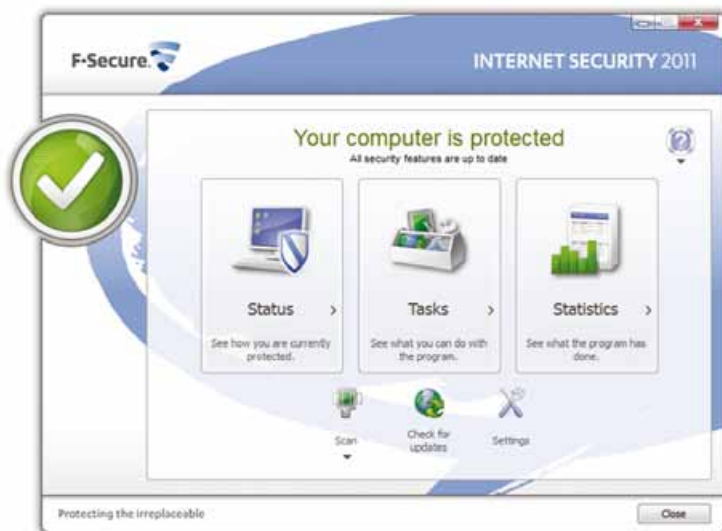 F-Secure.
INTERNET SECURITY 2011
Your computer is protected
All security features are up to date
Status
See how you are currently
protected.
Tasks
See what you can do with
the program.
Statistics
See what the program has
done.
Scan
Check for
updates
Settings
Protecting the irreplaceable
Close